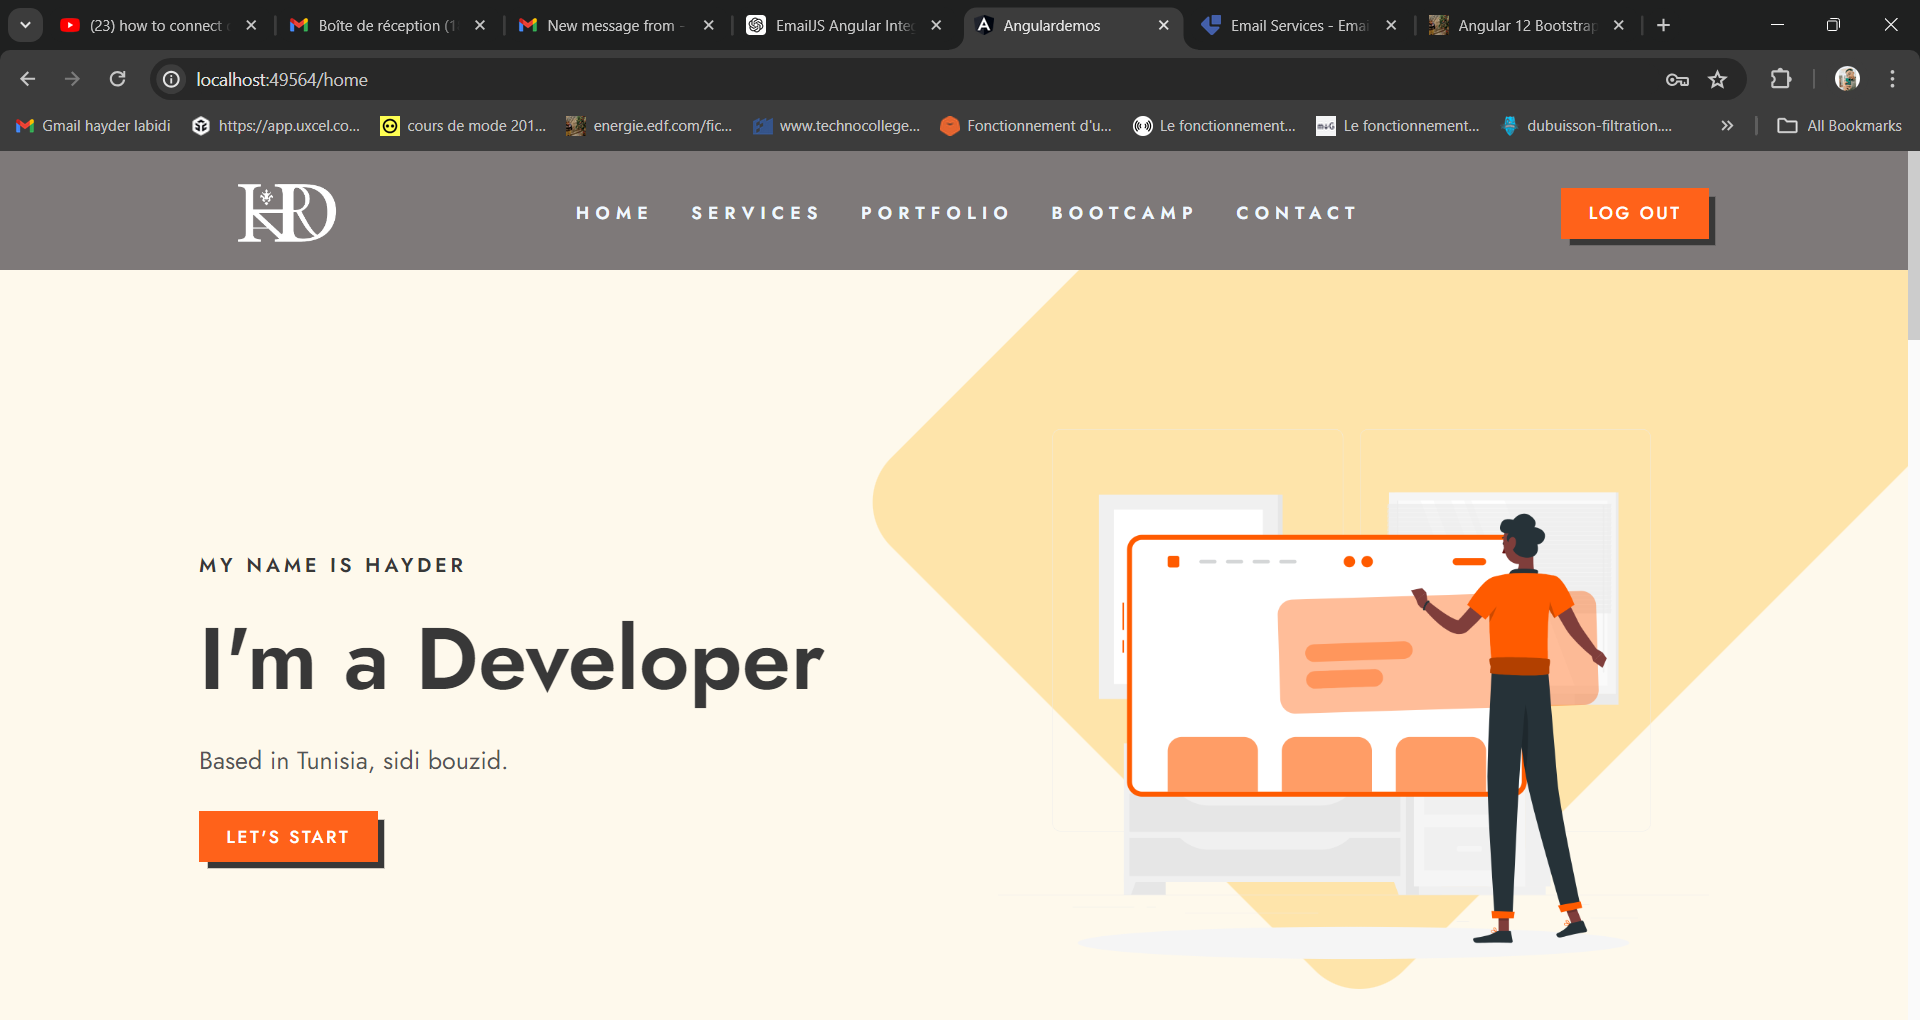 (23) how to connect
Boîte de réception (1
New message from -
EmailJS Angular Inte
Angulardemos
Email Services - Emai
Angular 12 Bootstrap
localhost:49564/home
Gmail hayder labidi
https://app.uxcel.co...
cours de mode 201...
energie.edf.com/fic...
www.technocollege...
Fonctionnement d'u...
Le fonctionnement...
Le fonctionnement...
dubuisson-filtration....
All Bookmarks
HRD
HOME
SERVICES
PORTFOLIO
BOOTCAMP
CONTACT
LOG OUT
MY NAME IS HAYDER
I'm a Developer
Based in Tunisia, sidi bouzid.
LET'S START